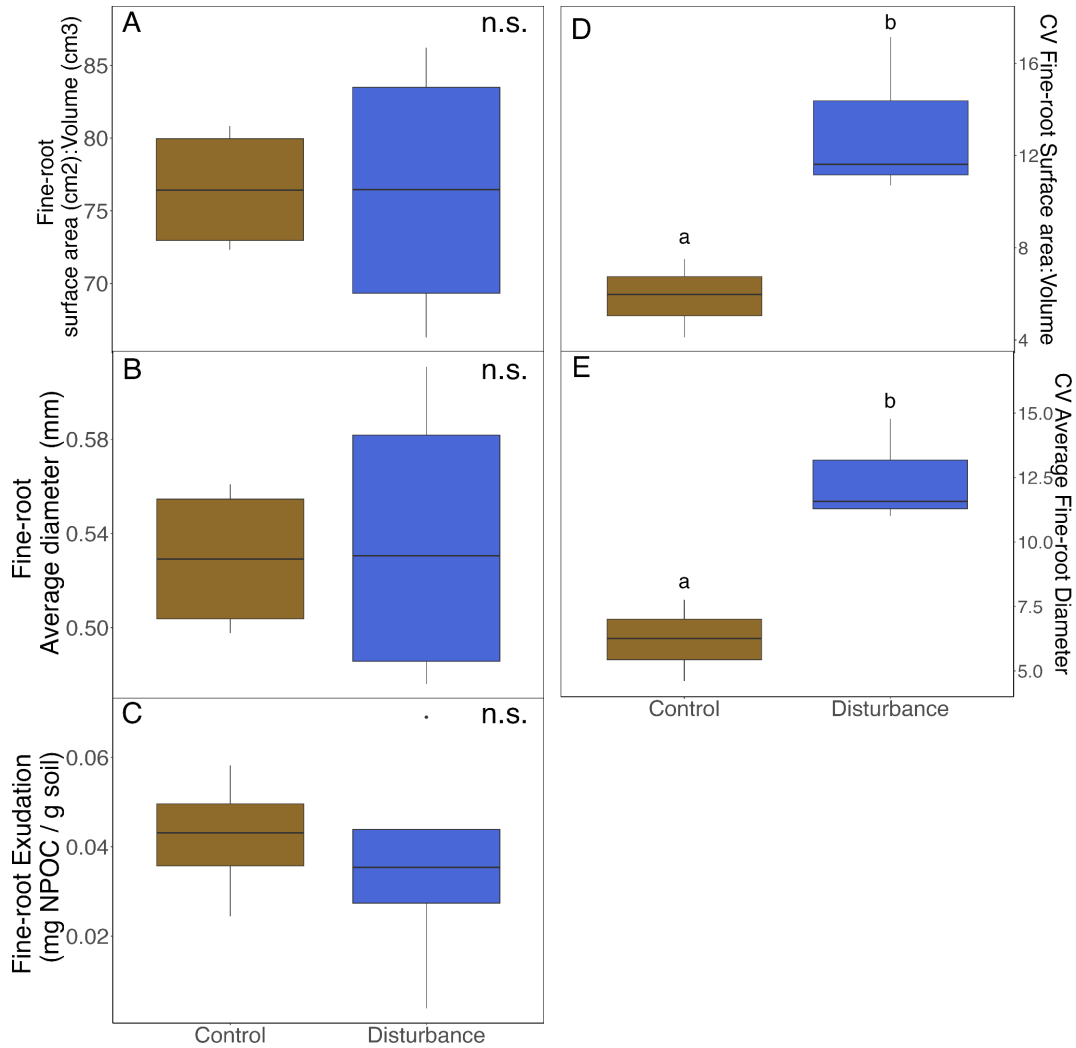 A
n.s.
Fine-root
surface area (cm2):Volume (cm3)
85
80
75
70
B
n.s.
Fine-root
Average diameter (mm)
0.58
0.54
0.50
C
n.s.
Fine-root Exudation
(mg NPOC / g soil)
0.06
0.04
0.02
Control
Disturbance
D
b
a
16
12
8
4
CV Fine-root Surface area:Volume
E
b
a
15.0
12.5
10.0
7.5
5.0
CV Average Fine-root Diameter
Control
Disturbance